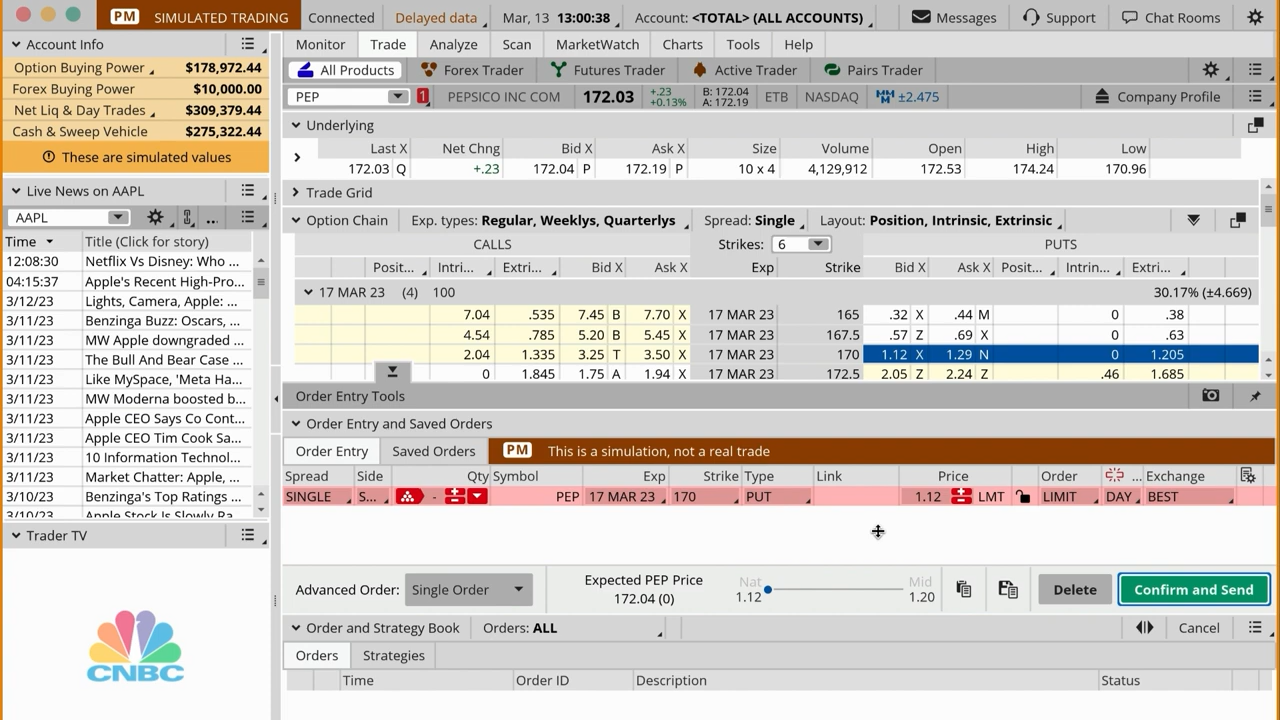 PM SIMULATED TRADING Connected Delayed data Mar, 13 13:00:38 Account: <TOTAL> (ALL ACCOUNTS) Messages Support Chat Rooms
Account Info
Option Buying Power $178,972.44
Forex Buying Power $10,000.00
Net Liq & Day Trades $309,379.44
Cash & Sweep Vehicle $275,322.44
These are simulated values
Live News on AAPL
AAPL ...
Time Title (Click for story)
12:08:30 Netflix Vs Disney: Who ...
04:15:37 Apple's Recent High-Pro...
3/12/23 Lights, Camera, Apple: ...
3/11/23 Benzinga Buzz: Oscars, ...
3/11/23 MW Apple downgraded ...
3/11/23 The Bull And Bear Case ...
3/11/23 Like MySpace, 'Meta Ha...
3/11/23 MW Moderna boosted b...
3/11/23 Apple CEO Says Co Cont...
3/11/23 Apple CEO Tim Cook Sa...
3/11/23 10 Information Technol...
3/11/23 Market Chatter: Apple, ...
3/10/23 Benzinga's Top Ratings ...
3/10/23 Apple Stock Is Slowly Ra...
Trader TV
CNBC
Monitor Trade Analyze Scan MarketWatch Charts Tools Help
All Products Forex Trader Futures Trader Active Trader Pairs Trader
PEP 1 PEPSICO INC COM 172.03 +.23 +0.13% B: 172.04 A: 172.19 ETB NASDAQ MM ±2.475 Company Profile
Underlying
Last X Net Chng Bid X Ask X Size Volume Open High Low
172.03 Q +.23 172.04 P 172.19 P 10 x 4 4,129,912 172.53 174.24 170.96
Trade Grid
Option Chain Exp. types: Regular, Weeklys, Quarterlys Spread: Single Layout: Position, Intrinsic, Extrinsic
CALLS Strikes: 6 PUTS
Posit... Intri... Extri... Bid X Ask X Exp Strike Bid X Ask X Posit... Intrin... Extri...
17 MAR 23 (4) 100 30.17% (±4.669)
7.04 .535 7.45 B 7.70 X 17 MAR 23 165 .32 X .44 M 0 .38
4.54 .785 5.20 B 5.45 X 17 MAR 23 167.5 .57 Z .69 X 0 .63
2.04 1.335 3.25 T 3.50 X 17 MAR 23 170 1.12 X 1.29 N 0 1.205
0 1.845 1.75 A 1.94 X 17 MAR 23 172.5 2.05 Z 2.24 Z .46 1.685
Order Entry Tools
Order Entry and Saved Orders
Order Entry Saved Orders PM This is a simulation, not a real trade
Spread Side Qty Symbol Exp Strike Type Link Price Order ... Exchange
SINGLE S... - PEP 17 MAR 23 170 PUT 1.12 LMT LIMIT DAY BEST
Advanced Order: Single Order Expected PEP Price 172.04 (0) Nat 1.12 Mid 1.20 Delete Confirm and Send
Order and Strategy Book Orders: ALL Cancel
Orders Strategies
Time Order ID Description Status